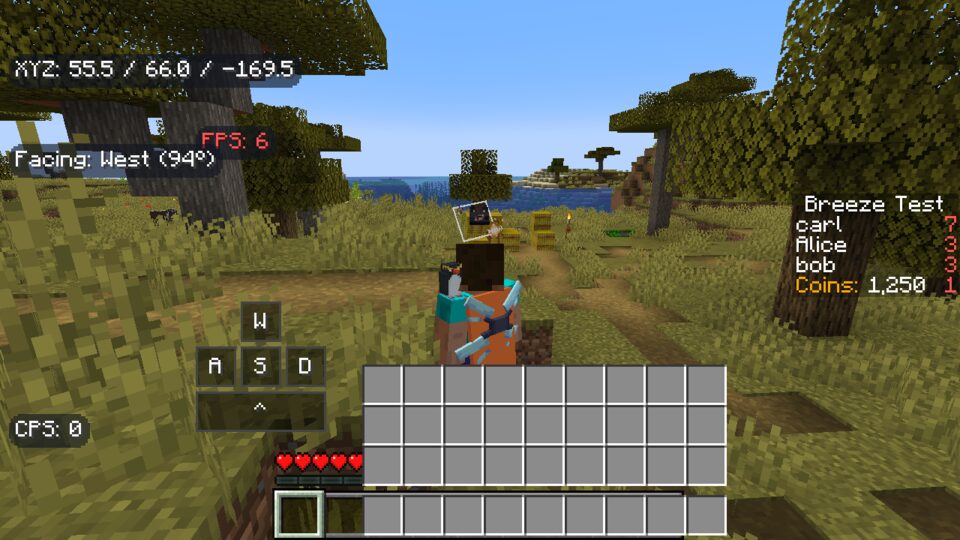 XYZ: 55.5 / 66.0 / -169.5
FPS: 6
Facing: West (94°)
Breeze Test
carl 7
Alice 3
bob 3
Coins: 1,250 1
W
A S D
^
CPS: 0